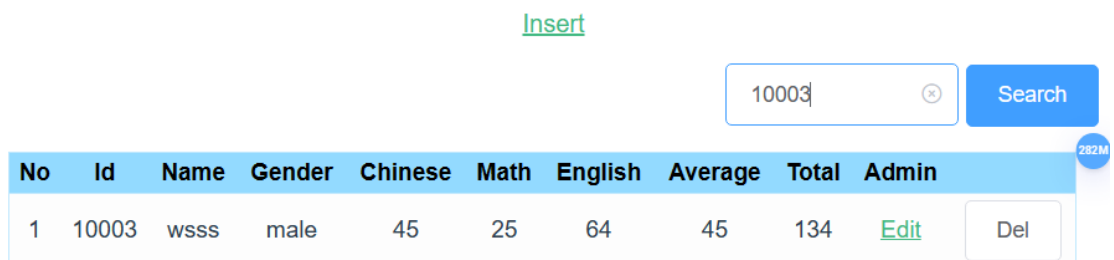 Insert
10003 Search
282M
No Id Name Gender Chinese Math English Average Total Admin
1 10003 wsss male 45 25 64 45 134 Edit Del